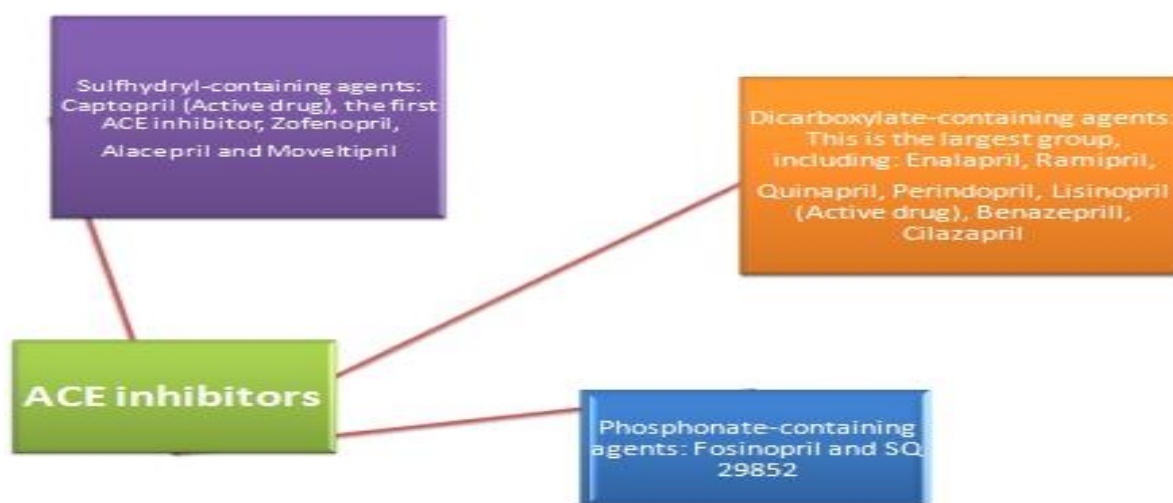 Sulfhydryl-containing agents:
Captopril (Active drug), the first
ACE inhibitor, Zofenopril,
Alacepril and Moveltipril
Dicarboxylate-containing agents
This is the largest group,
including: Enalapril, Ramipril,
Quinapril, Perindopril, Lisinopril
(Active drug), Benazeprill,
Cilazapril
ACE inhibitors
Phosphonate-containing
agents: Fosinopril and SQ
29852